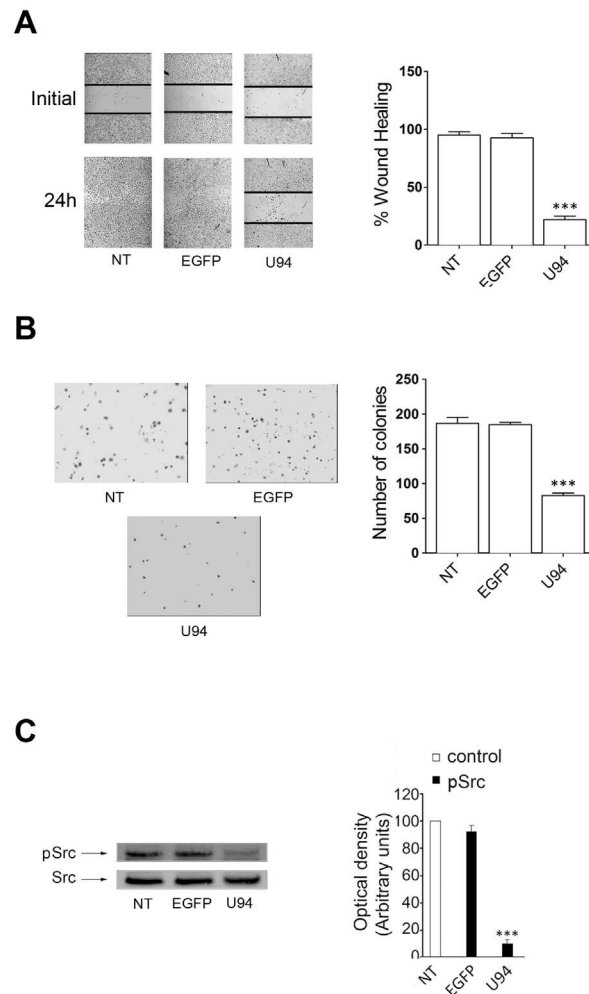 A
Initial
24h
NT EGFP U94
% Wound Healing
150
100
50
0
***
NT EGFP U94
B
NT EGFP
U94
Number of colonies
250
200
150
100
50
0
***
NT EGFP U94
C
pSrc
Src
NT EGFP U94
control
pSrc
Optical density
(Arbitrary units)
120
100
80
60
40
20
0
***
NT EGFP U94